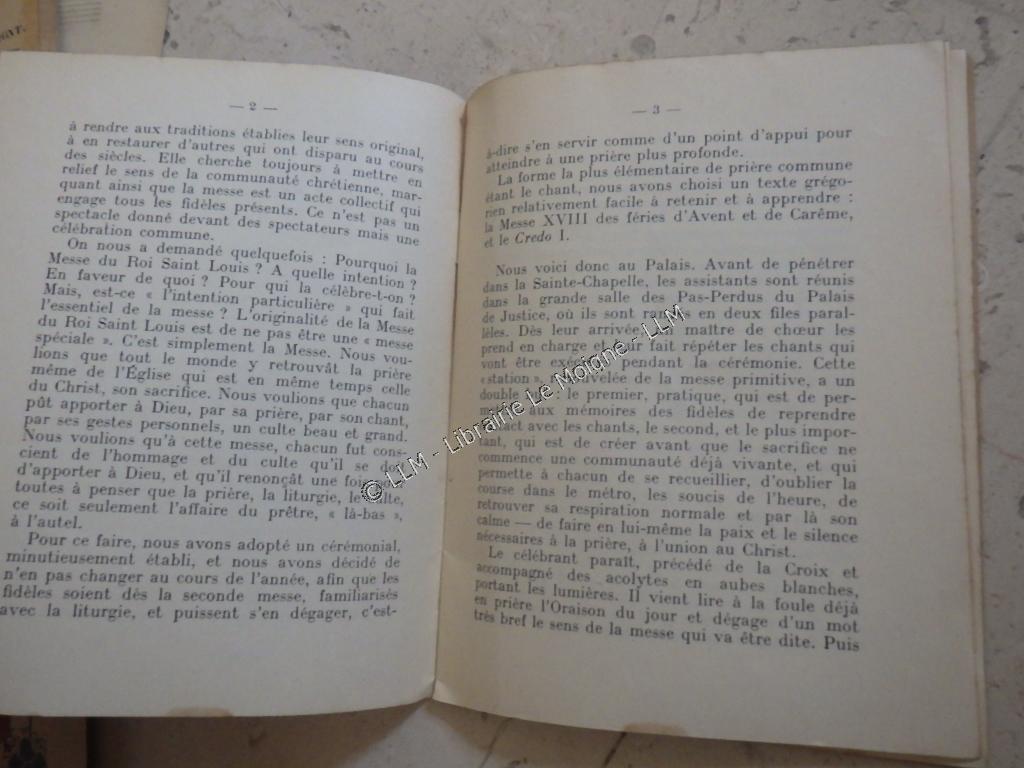 — 2 —
à rendre aux traditions établies leur sens original,
à en restaurer d'autres qui ont disparu au cours
des siècles. Elle cherche toujours à mettre en
relief le sens de la communauté chrétienne, mar-
quant ainsi que la messe est un acte collectif qui
engage tous les fidèles présents. Ce n'est pas un
spectacle donné devant des spectateurs mais une
célébration commune.
On nous a demandé quelquefois : Pourquoi la
Messe du Roi Saint Louis ? A quelle intention ?
En faveur de quoi ? Pour qui la célèbre-t-on ?
Mais, est-ce « l'intention particulière » qui fait
l'essentiel de la messe ? L'originalité de la Messe
du Roi Saint Louis est de ne pas être une « messe
spéciale ». C'est simplement la Messe. Nous vou-
lions que tout le monde y retrouvât la prière
même de l'Église qui est en même temps celle
du Christ, son sacrifice. Nous voulions que chacun
pût apporter à Dieu, par sa prière, par son chant,
par ses gestes personnels, un culte beau et grand.
Nous voulions qu'à cette messe, chacun fut cons-
cient de l'hommage et du culte qu'il se do
d'apporter à Dieu, et qu'il renonçât une fois
toutes à penser que la prière, la liturgie, le culte,
ce soit seulement l'affaire du prêtre, « là-bas »,
à l'autel.
Pour ce faire, nous avons adopté un cérémonial,
minutieusement établi, et nous avons décidé de
n'en pas changer au cours de l'année, afin que les
fidèles soient dès la seconde messe, familiarisés
avec la liturgie, et puissent s'en dégager, c'est-
— 3 —
à-dire s'en servir comme d'un point d'appui pour
atteindre à une prière plus profonde.
La forme la plus élémentaire de prière commune
étant le chant, nous avons choisi un texte grégo-
rien relativement facile à retenir et à apprendre :
la Messe XVIII des féries d'Avent et de Carême,
et le Credo I.
Nous voici donc au Palais. Avant de pénétrer
dans la Sainte-Chapelle, les assistants sont réunis
dans la grande salle des Pas-Perdus du Palais
de Justice, où ils sont rangés en deux files paral-
lèles. Dès leur arrivée, un maître de chœur les
prend en charge et leur fait répéter les chants qui
vont être exécutés pendant la cérémonie. Cette
« station », renouvelée de la messe primitive, a un
double but : le premier, pratique, qui est de per-
mettre aux mémoires des fidèles de reprendre
contact avec les chants, le second, et le plus impor-
tant, qui est de créer avant que le sacrifice ne
commence une communauté déjà vivante, et qui
permette à chacun de se recueillir, d'oublier la
course dans le métro, les soucis de l'heure, de
retrouver sa respiration normale et par là son
calme — de faire en lui-même la paix et le silence
nécessaires à la prière, à l'union au Christ.
Le célébrant paraît, précédé de la Croix et
accompagné des acolytes en aubes blanches,
portant les lumières. Il vient lire à la foule déjà
en prière l'Oraison du jour et dégage d'un mot
très bref le sens de la messe qui va être dite. Puis
© LLM - Librairie Le Moigne - LLM